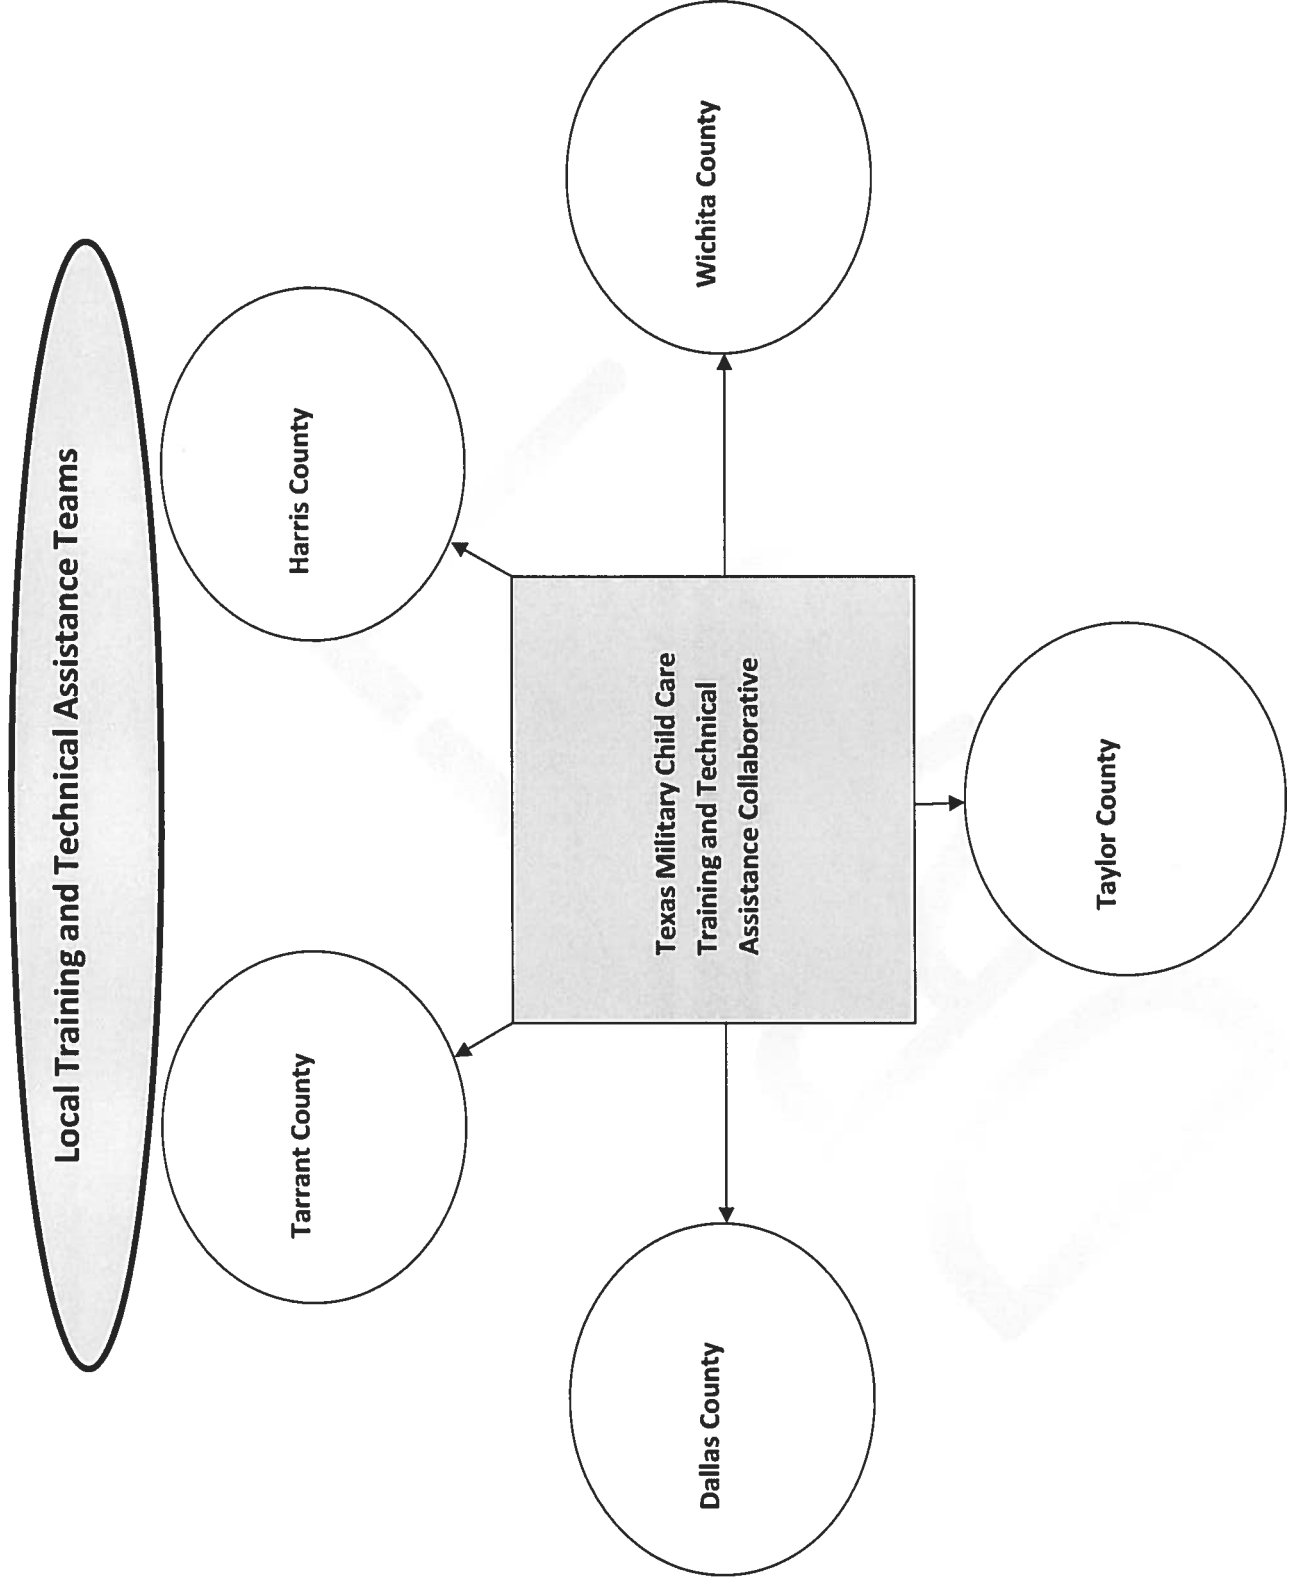 Local Training and Technical Assistance Teams
Tarrant County
Harris County
Dallas County
Texas Military Child Care
Training and Technical
Assistance Collaborative
Wichita County
Taylor County